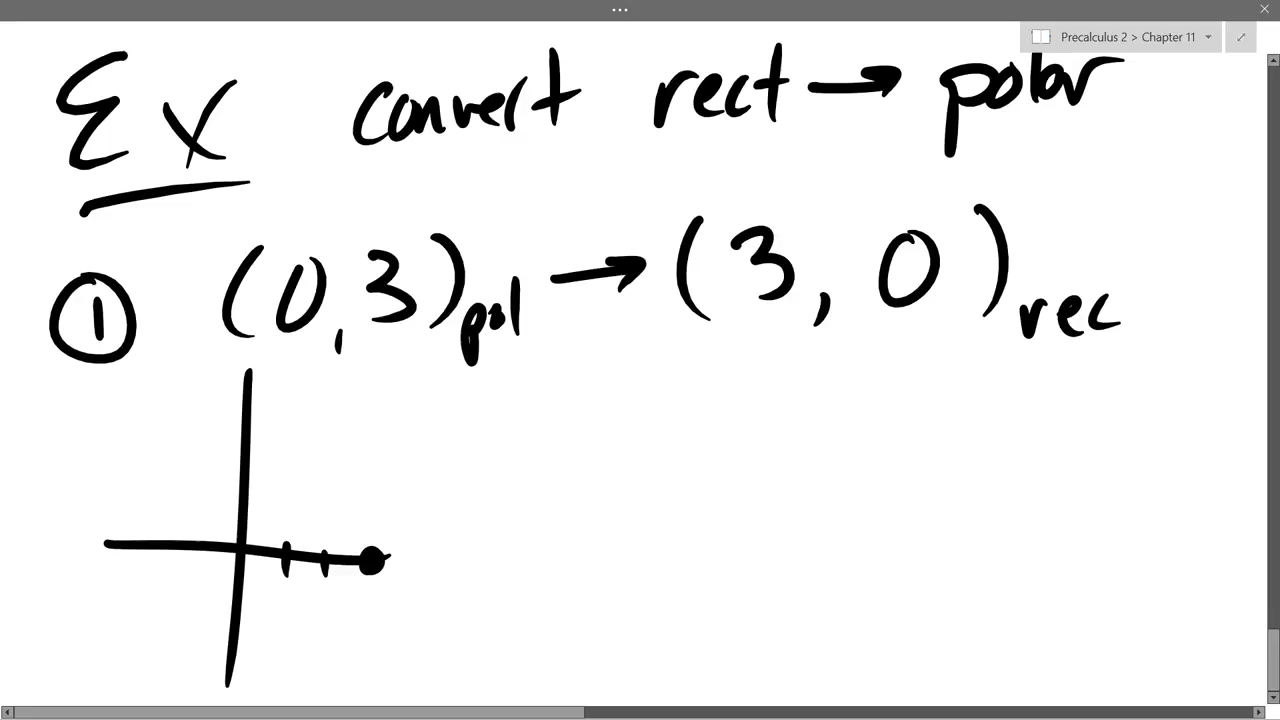 Precalculus 2 > Chapter 11
Ex convert rect → polar
① (0,3)pol → (3, 0)rec